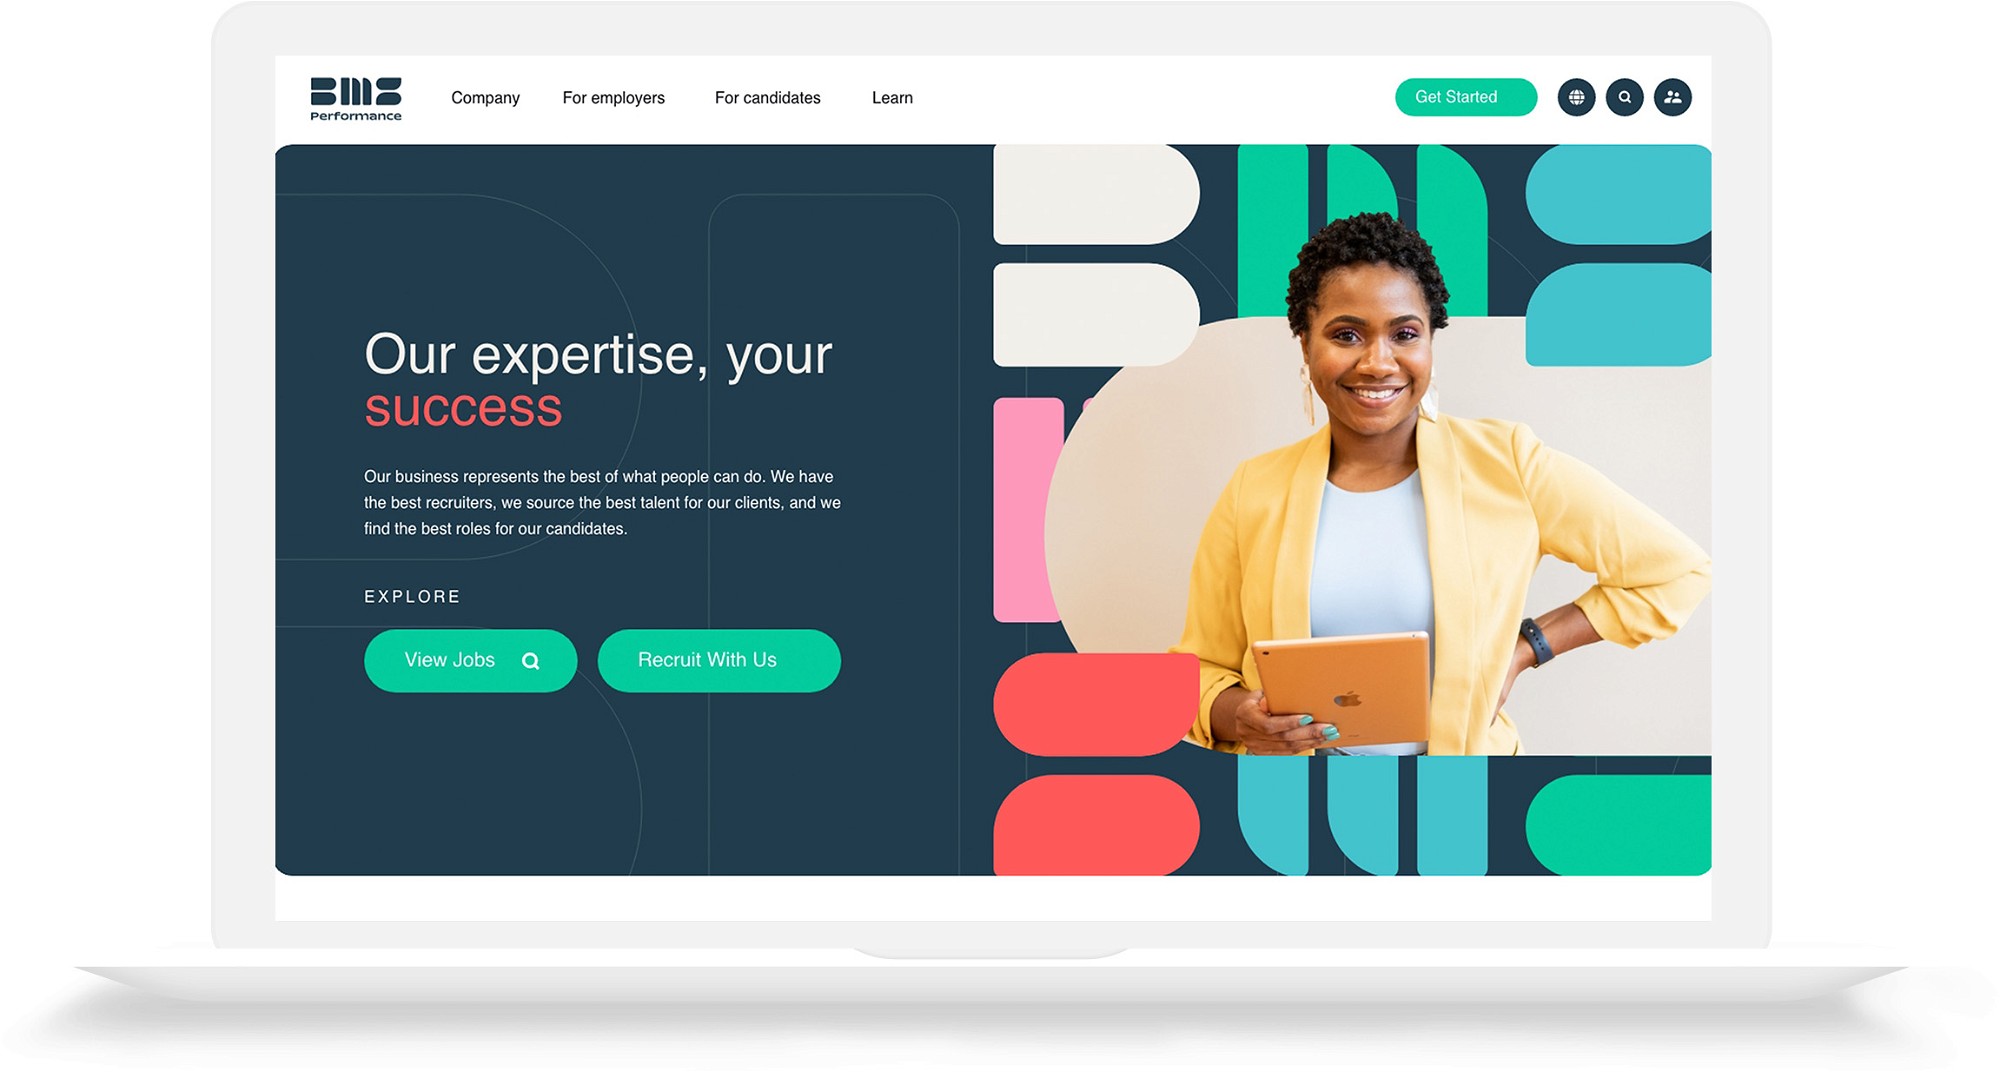 BMS
Performance
Company For employers For candidates Learn Get Started
Our expertise, your
success
Our business represents the best of what people can do. We have
the best recruiters, we source the best talent for our clients, and we
find the best roles for our candidates.
EXPLORE
View Jobs Recruit With Us